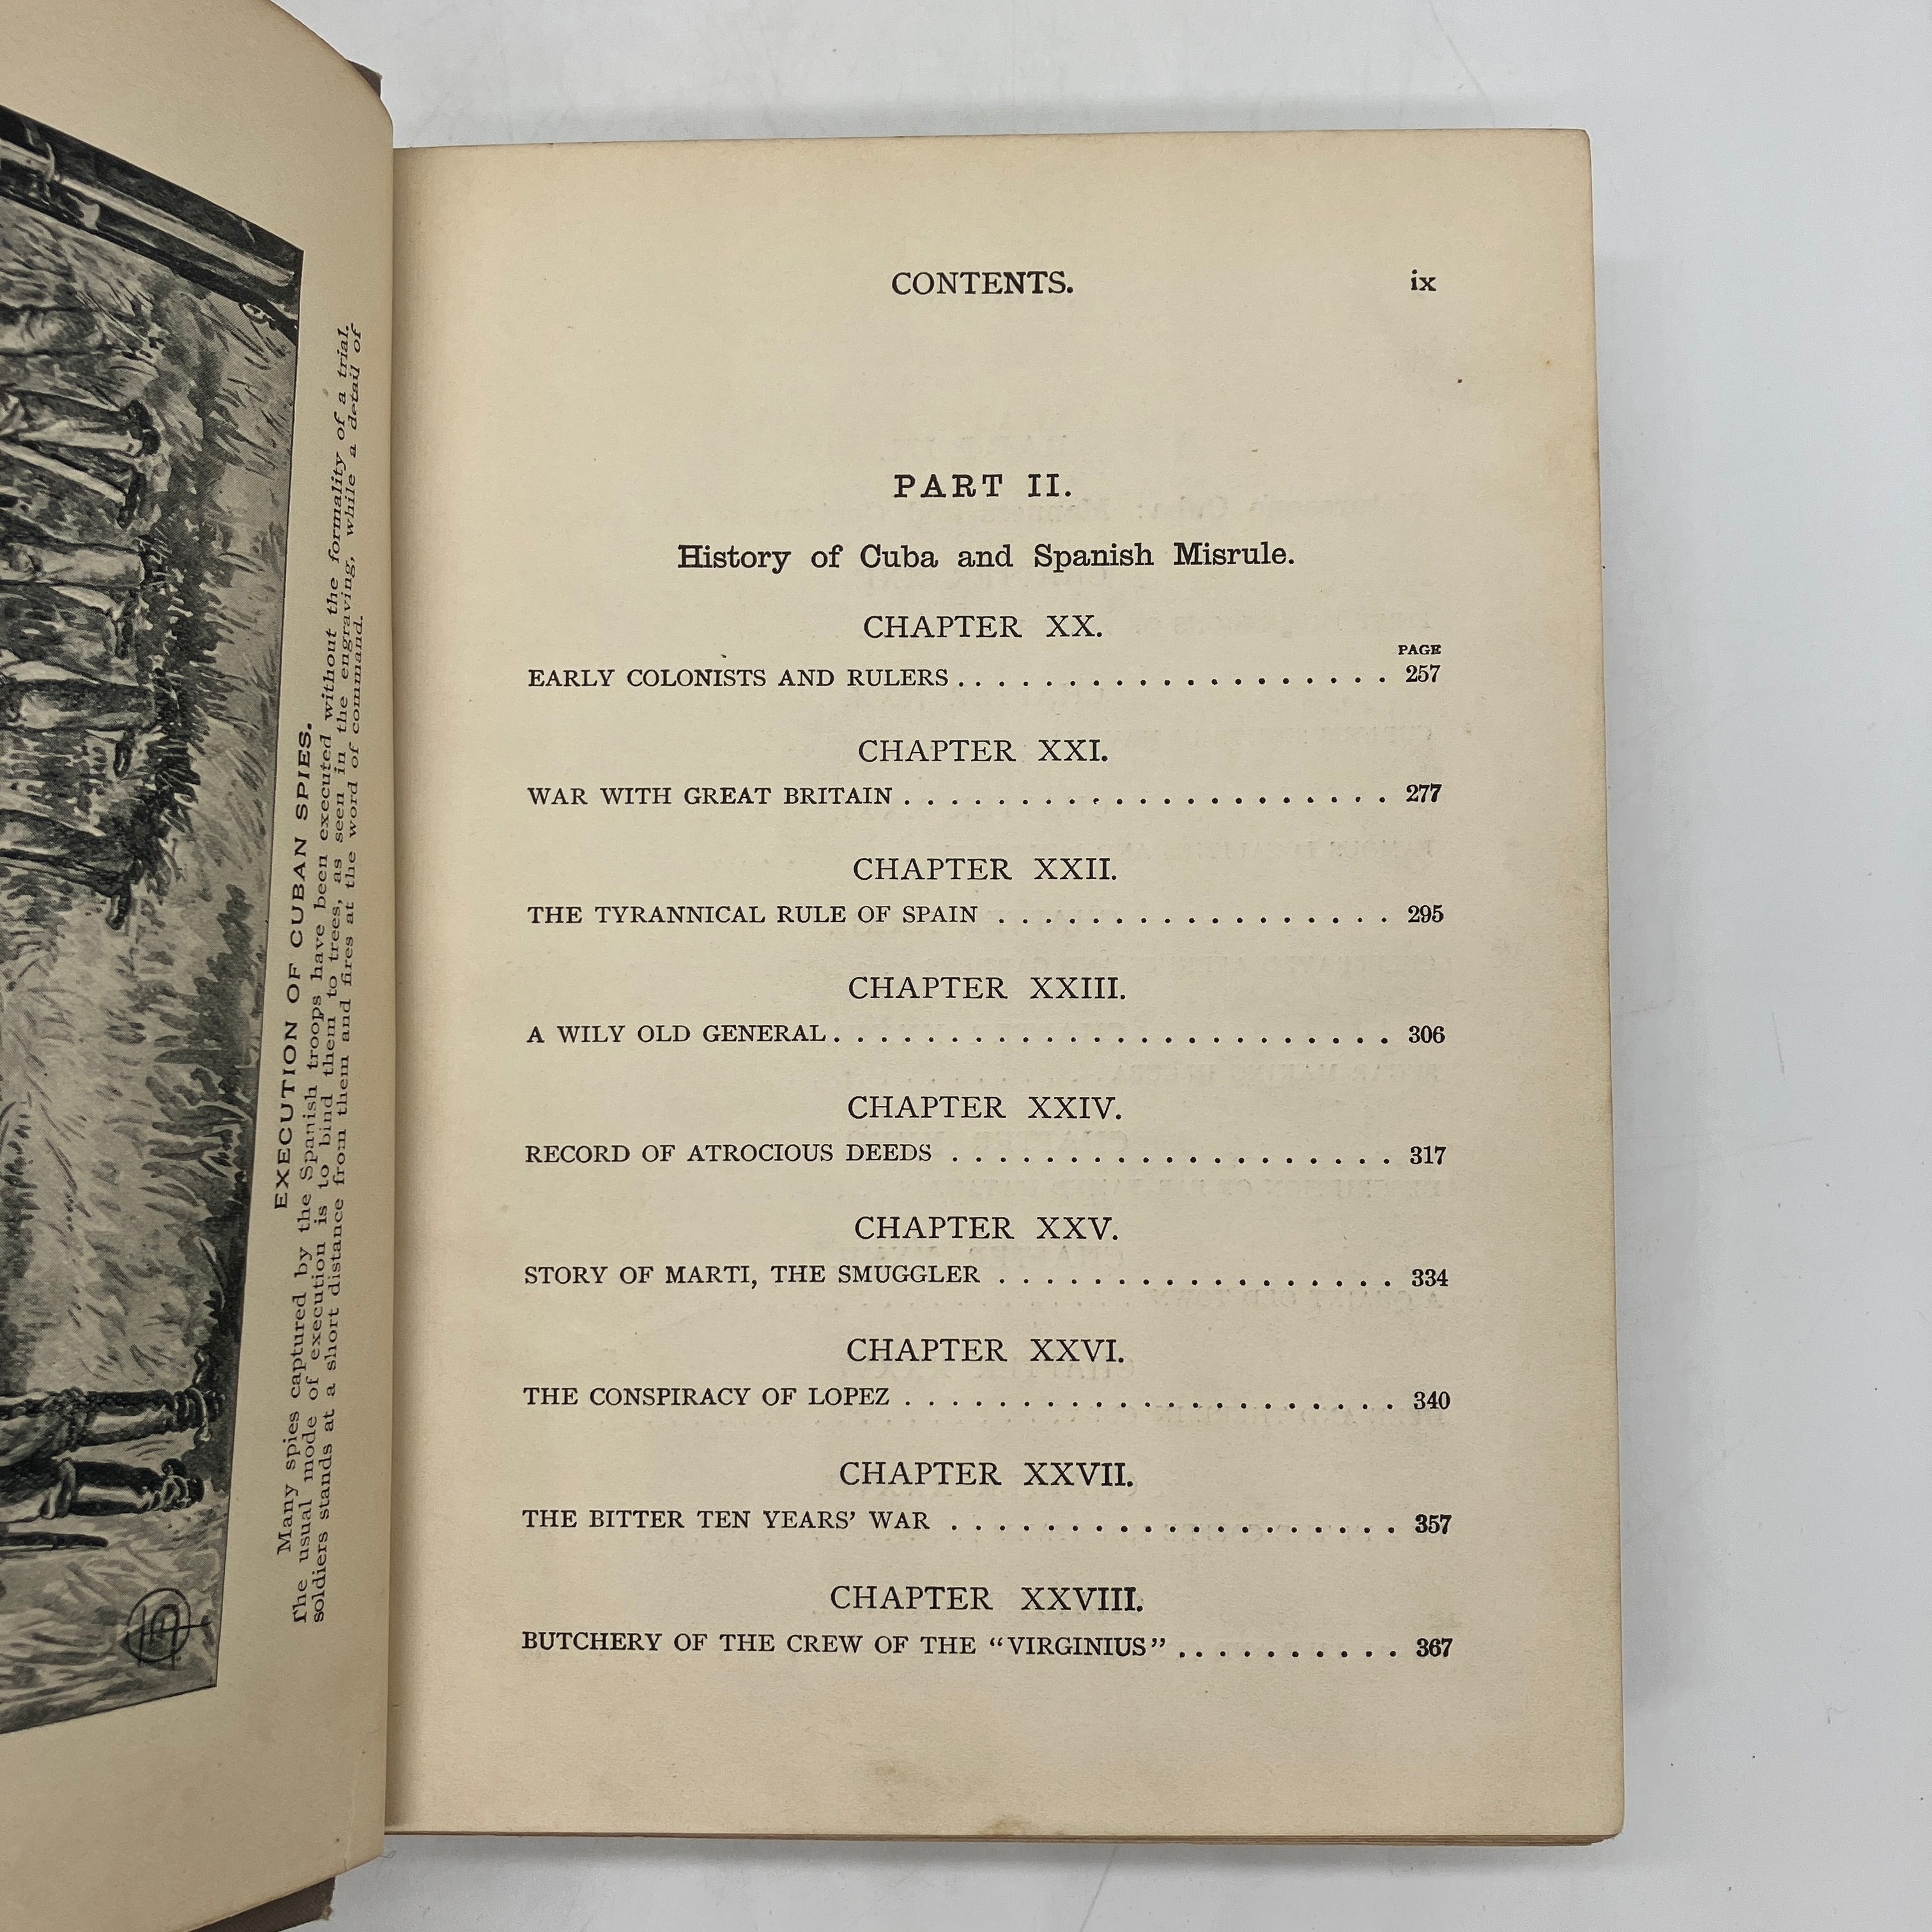 EXECUTION OF CUBAN SPIES.
Many spies captured by the Spanish troops have been executed without the formality of a trial.
The usual mode of execution is to bind them to trees, as seen in the engraving, while a detail of
soldiers stands at a short distance from them and fires at the word of command.
CONTENTS. ix
PART II.
History of Cuba and Spanish Misrule.
CHAPTER XX.
PAGE
EARLY COLONISTS AND RULERS . . . . . . . . . . . . . . . . . . . 257
CHAPTER XXI.
WAR WITH GREAT BRITAIN . . . . . . . . . . . . . . . . . . . . . 277
CHAPTER XXII.
THE TYRANNICAL RULE OF SPAIN . . . . . . . . . . . . . . . . . 295
CHAPTER XXIII.
A WILY OLD GENERAL . . . . . . . . . . . . . . . . . . . . . . . . 306
CHAPTER XXIV.
RECORD OF ATROCIOUS DEEDS . . . . . . . . . . . . . . . . . . . 317
CHAPTER XXV.
STORY OF MARTI, THE SMUGGLER . . . . . . . . . . . . . . . . . 334
CHAPTER XXVI.
THE CONSPIRACY OF LOPEZ . . . . . . . . . . . . . . . . . . . . . 340
CHAPTER XXVII.
THE BITTER TEN YEARS’ WAR . . . . . . . . . . . . . . . . . . . 357
CHAPTER XXVIII.
BUTCHERY OF THE CREW OF THE “VIRGINIUS” . . . . . . . . . . 367